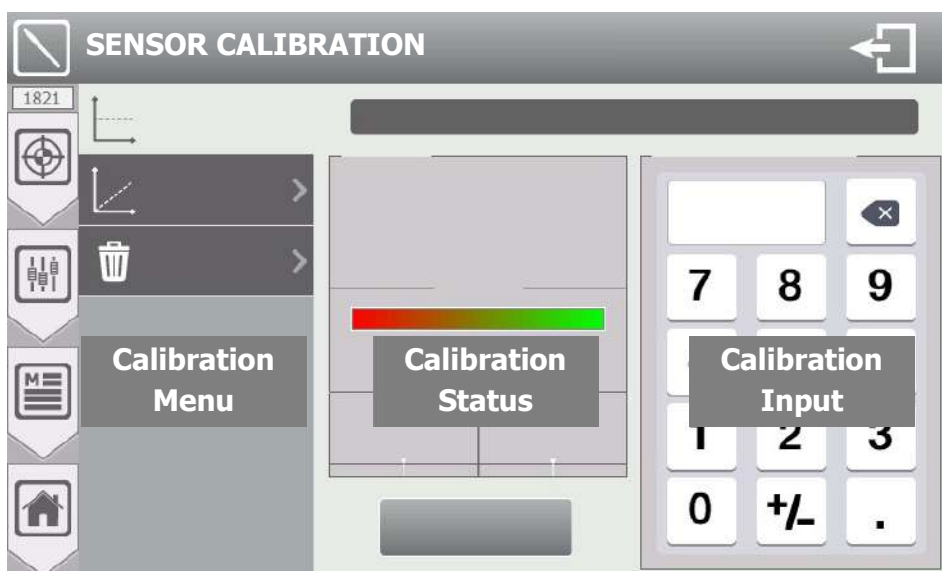 SENSOR CALIBRATION
1821
7 8 9
Calibration
Menu
Calibration
Status
Calibration
Input
1 2 3
0 +/- .
M